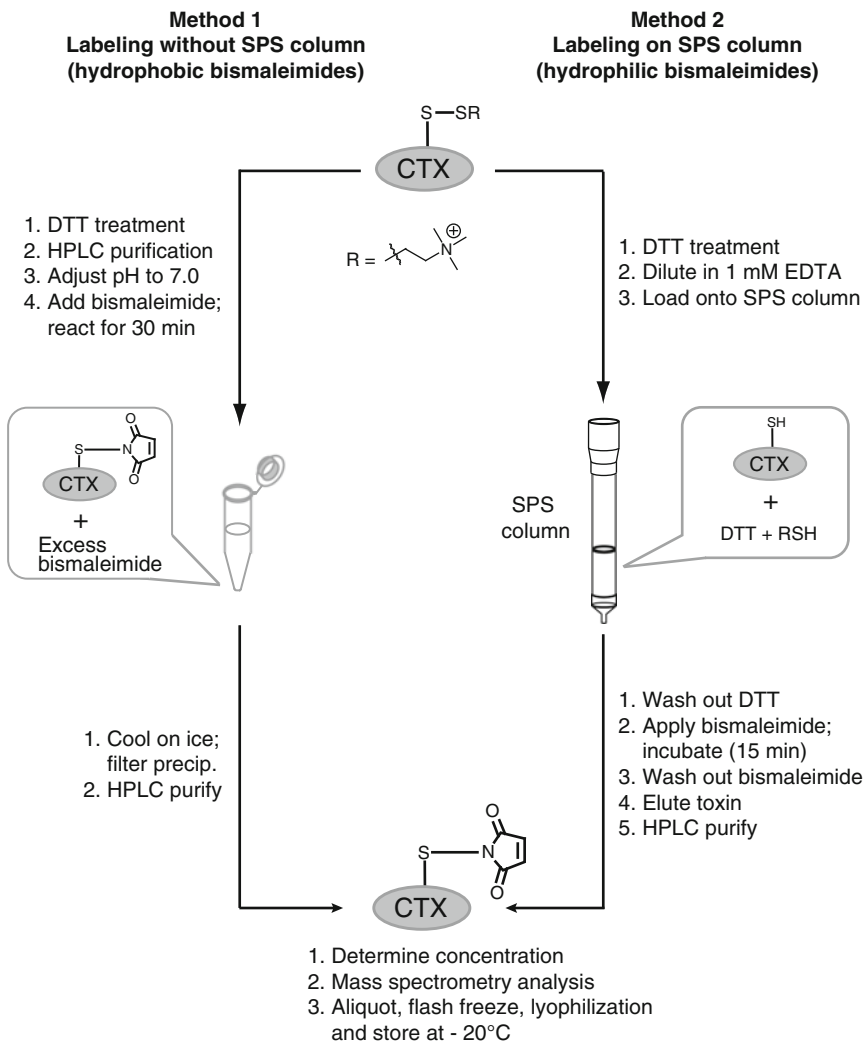 Method 1
Labeling without SPS column
(hydrophobic bismaleimides)
Method 2
Labeling on SPS column
(hydrophilic bismaleimides)
S—SR
CTX
R = N ⊕
1. DTT treatment
2. HPLC purification
3. Adjust pH to 7.0
4. Add bismaleimide;
react for 30 min
1. DTT treatment
2. Dilute in 1 mM EDTA
3. Load onto SPS column
O
S N
O
CTX
+
Excess
bismaleimide
SPS
column
SH
CTX
+
DTT + RSH
1. Cool on ice;
filter precip.
2. HPLC purify
1. Wash out DTT
2. Apply bismaleimide;
incubate (15 min)
3. Wash out bismaleimide
4. Elute toxin
5. HPLC purify
O
S N
O
CTX
1. Determine concentration
2. Mass spectrometry analysis
3. Aliquot, flash freeze, lyophilization
and store at - 20°C